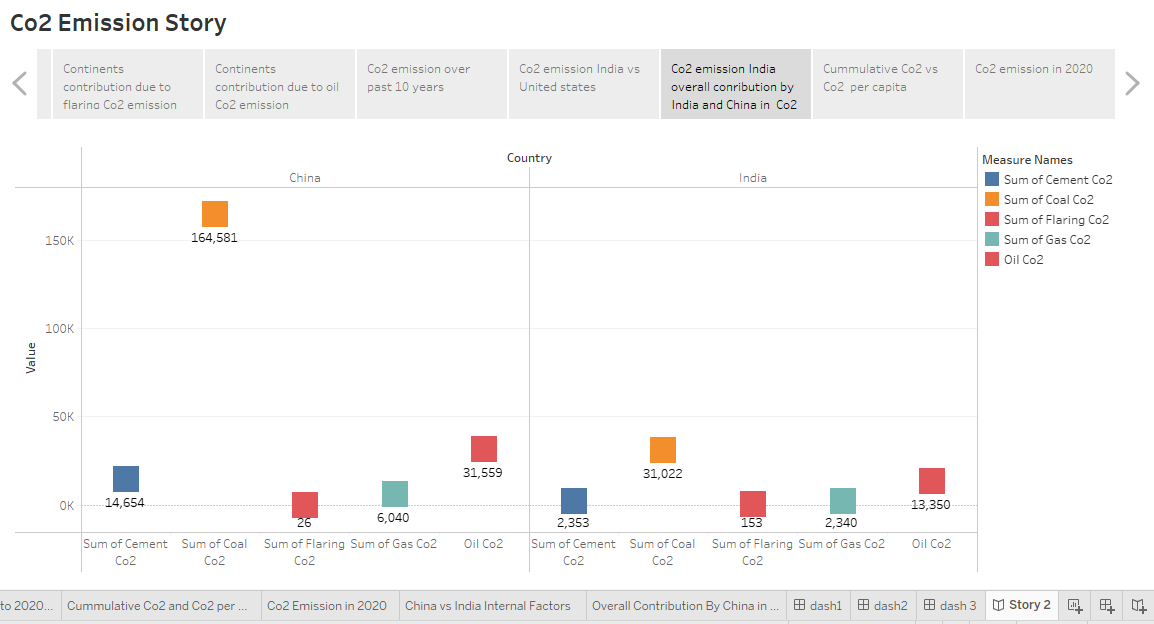 Co2 Emission Story
Continents
contribution due to
flaring Co2 emission
Continents
contribution due to oil
Co2 emission
Co2 emission over
past 10 years
Co2 emission India vs
United states
Co2 emission India
overall conribution by
India and China in  Co2
Cummulative Co2 vs
Co2  per capita
Co2 emission in 2020
Country
China
India
Value
150K
100K
50K
0K
164,581
14,654
26
6,040
31,559
31,022
2,353
153
2,340
13,350
Sum of Cement
Co2
Sum of Coal
Co2
Sum of Flaring
Co2
Sum of Gas Co2
Oil Co2
Sum of Cement
Co2
Sum of Coal
Co2
Sum of Flaring
Co2
Sum of Gas Co2
Oil Co2
Measure Names
Sum of Cement Co2
Sum of Coal Co2
Sum of Flaring Co2
Sum of Gas Co2
Oil Co2
to 2020...
Cummulative Co2 and Co2 per ...
Co2 Emission in 2020
China vs India Internal Factors
Overall Contribution By China in ...
dash1
dash2
dash 3
Story 2